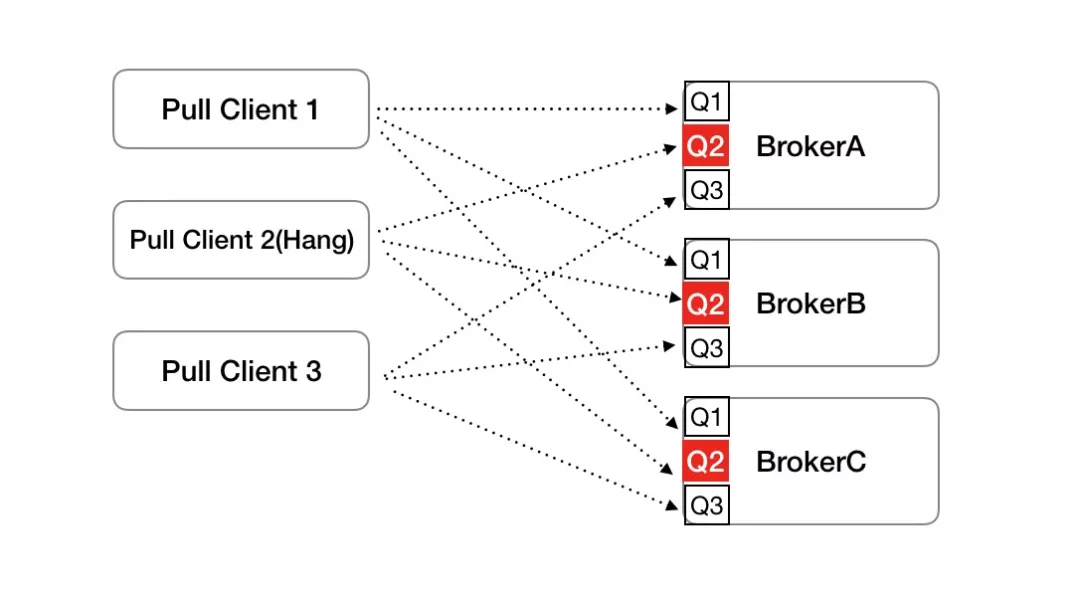 Pull Client 1
Pull Client 2(Hang)
Pull Client 3
Q1
Q2
Q3
BrokerA
Q1
Q2
Q3
BrokerB
Q1
Q2
Q3
BrokerC